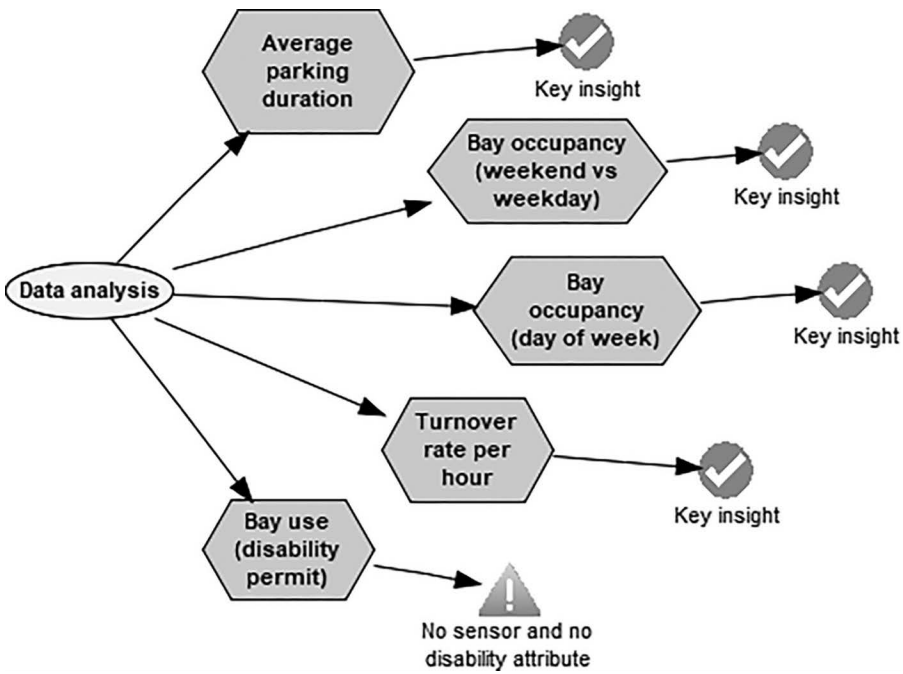 Average
parking
duration
Key insight
Bay occupancy
(weekend vs
weekday)
Key insight
Data analysis
Bay
occupancy
(day of week)
Key insight
Turnover
rate per
hour
Key insight
Bay use
(disability
permit)
No sensor and no
disability attribute